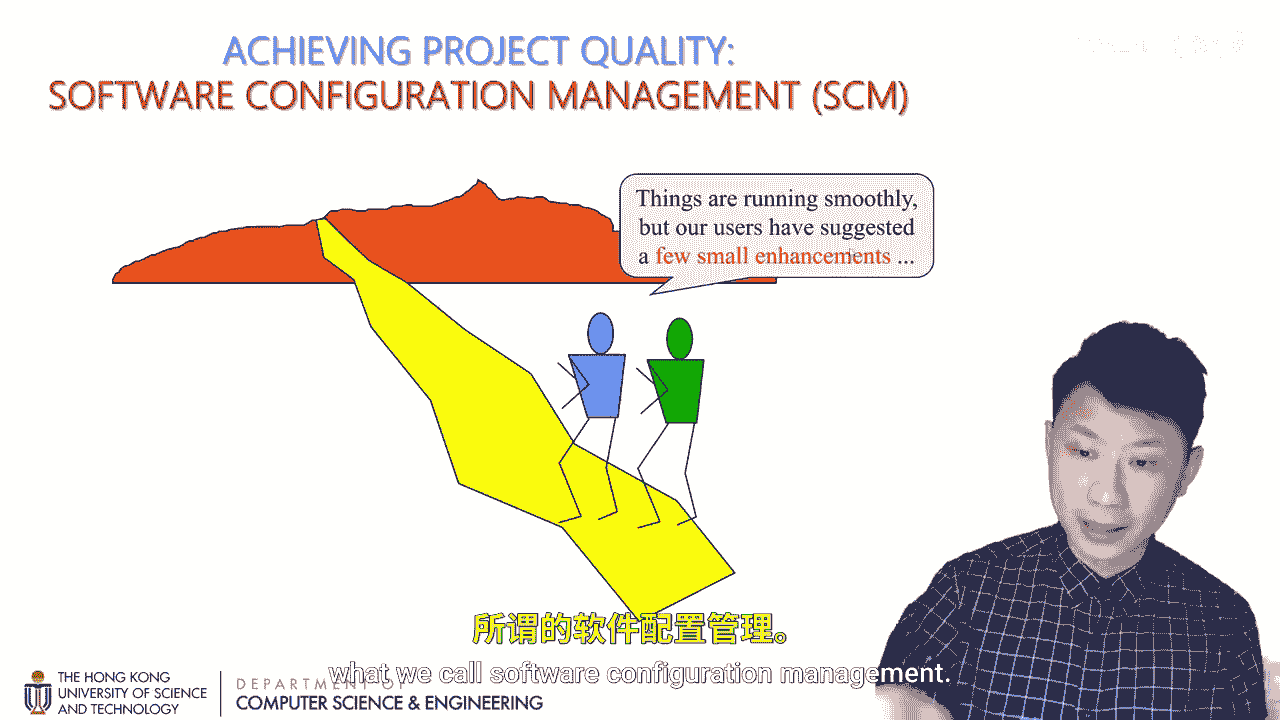 ACHIEVING PROJECT QUALITY:
SOFTWARE CONFIGURATION MANAGEMENT (SCM)
Things are running smoothly,
but our users have suggested
a few small enhancements ...
所谓的软件配置管理。
what we call software configuration management.
THE HONG KONG
UNIVERSITY OF SCIENCE
AND TECHNOLOGY
DEPARTMENT OF
COMPUTER SCIENCE & ENGINEERING